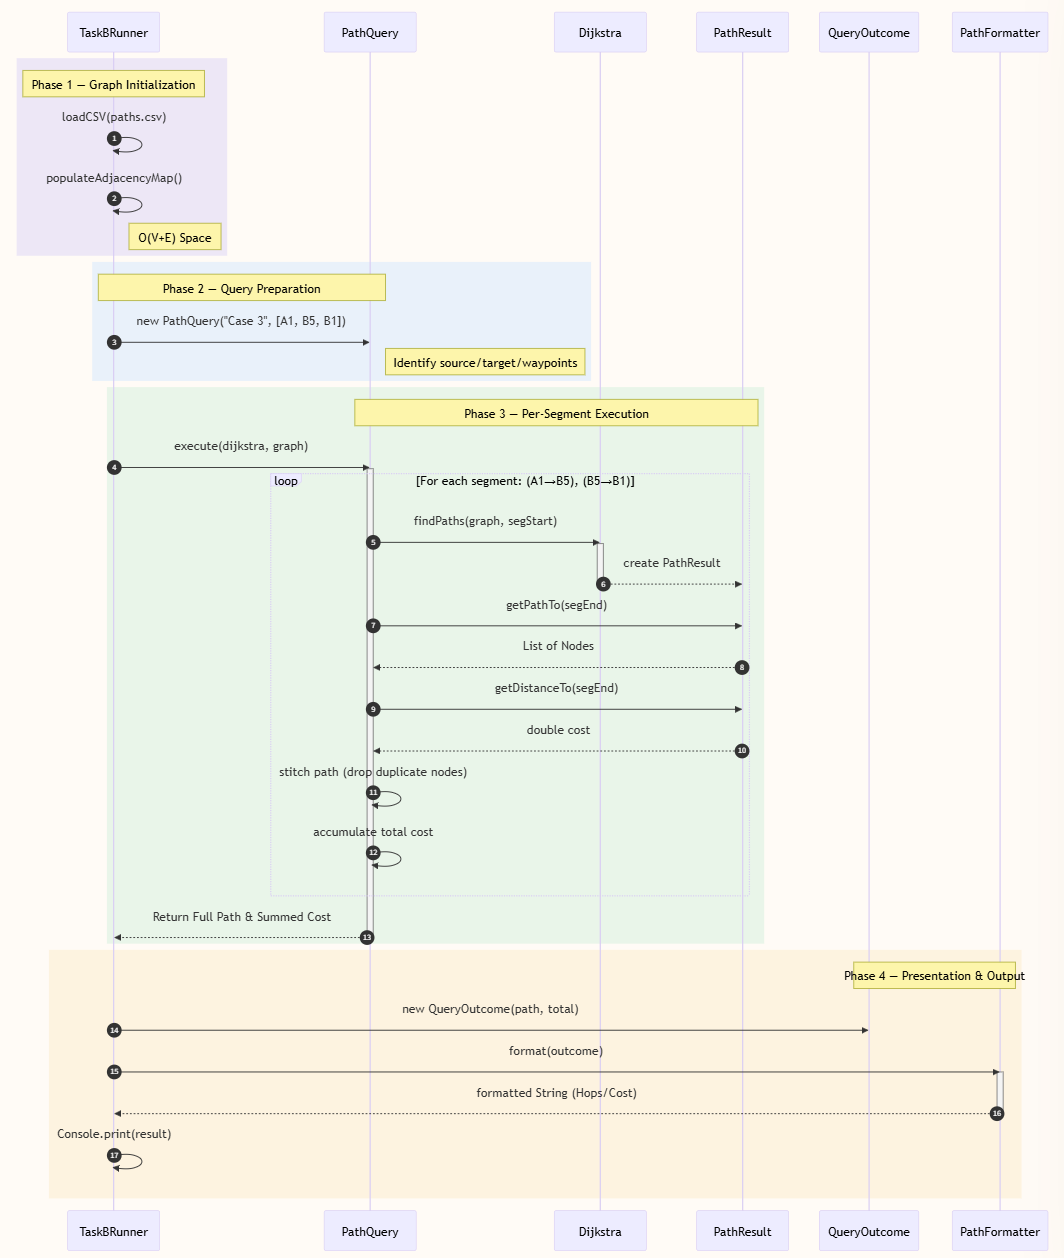 TaskBRunner
PathQuery
Dijkstra
PathResult
QueryOutcome
PathFormatter
Phase 1 — Graph Initialization
loadCSV(paths.csv)
1
populateAdjacencyMap()
2
O(V+E) Space
Phase 2 — Query Preparation
new PathQuery("Case 3", [A1, B5, B1])
3
Identify source/target/waypoints
Phase 3 — Per-Segment Execution
execute(dijkstra, graph)
4
loop
[For each segment: (A1→B5), (B5→B1)]
findPaths(graph, segStart)
5
create PathResult
6
getPathTo(segEnd)
7
List of Nodes
8
getDistanceTo(segEnd)
9
double cost
10
stitch path (drop duplicate nodes)
11
accumulate total cost
12
Return Full Path & Summed Cost
13
Phase 4 — Presentation & Output
new QueryOutcome(path, total)
14
format(outcome)
15
formatted String (Hops/Cost)
16
Console.print(result)
17
TaskBRunner
PathQuery
Dijkstra
PathResult
QueryOutcome
PathFormatter